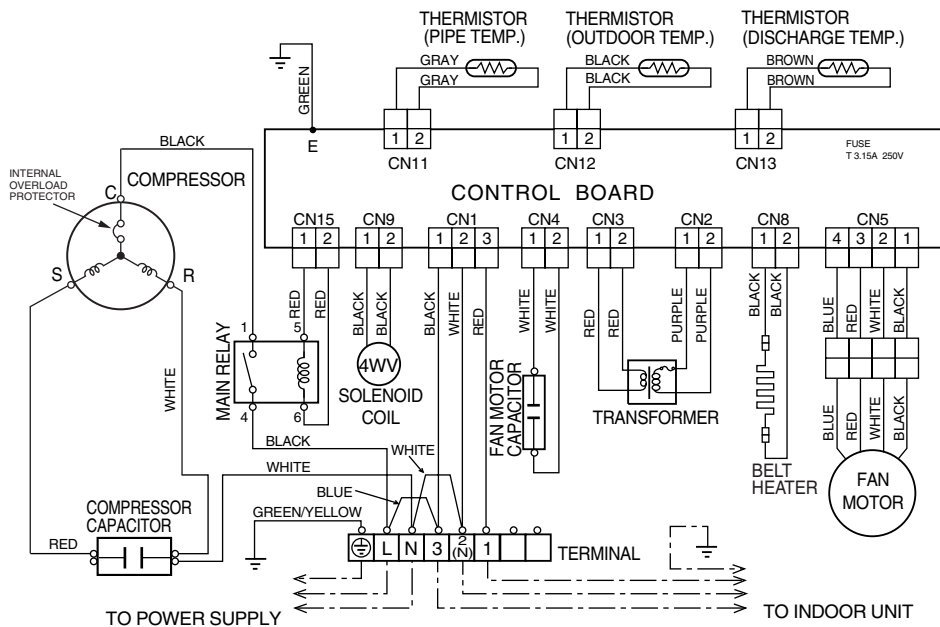 THERMISTOR
(PIPE TEMP.)
THERMISTOR
(OUTDOOR TEMP.)
THERMISTOR
(DISCHARGE TEMP.)
GRAY
GRAY
BLACK
BLACK
BROWN
BROWN
GREEN
E
1 2
CN11
1 2
CN12
1 2
CN13
FUSE
T 3.15A 250V
BLACK
INTERNAL
OVERLOAD
PROTECTOR
COMPRESSOR
C
S
R
CONTROL BOARD
CN15
1 2
CN9
1 2
CN1
1 2 3
CN4
1 2
CN3
1 2
CN2
1 2
CN8
1 2
CN5
4 3 2 1
RED
RED
BLACK
BLACK
BLACK
WHITE
RED
WHITE
WHITE
RED
RED
PURPLE
PURPLE
BLACK
BLACK
BLUE
RED
WHITE
BLACK
1
5
4
6
MAIN RELAY
4WV
SOLENOID
COIL
FAN MOTOR
CAPACITOR
TRANSFORMER
BELT
HEATER
BLUE
RED
WHITE
BLACK
FAN
MOTOR
WHITE
BLACK
WHITE
WHITE
BLUE
GREEN/YELLOW
COMPRESSOR
CAPACITOR
RED
WHITE
L N 3 2(N) 1
TERMINAL
TO POWER SUPPLY
TO INDOOR UNIT